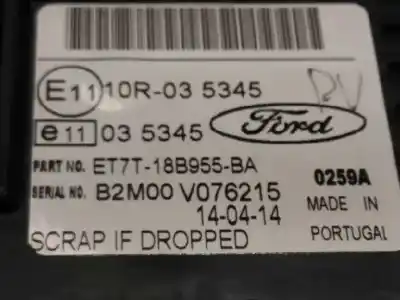 E11 10R-03 5345
e11 03 5345
Ford
PART NO. ET7T-18B955-BA
SERIAL NO. B2M00 V076215
0259A
14-04-14
MADE IN
PORTUGAL
SCRAP IF DROPPED